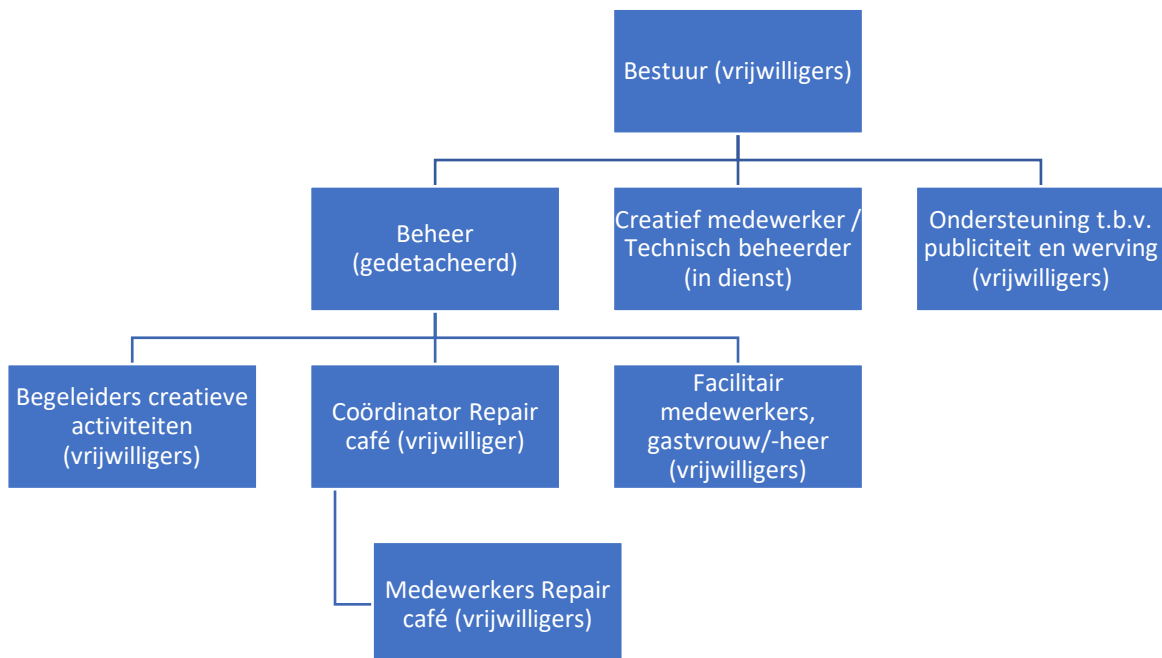 Bestuur (vrijwilligers)
Beheer
(gedetacheerd)
Creatief medewerker /
Technisch beheerder
(in dienst)
Ondersteuning t.b.v.
publiciteit en werving
(vrijwilligers)
Begeleiders creatieve
activiteiten
(vrijwilligers)
Coördinator Repair
café (vrijwilliger)
Facilitair
medewerkers,
gastvrouw/-heer
(vrijwilligers)
Medewerkers Repair
café (vrijwilligers)